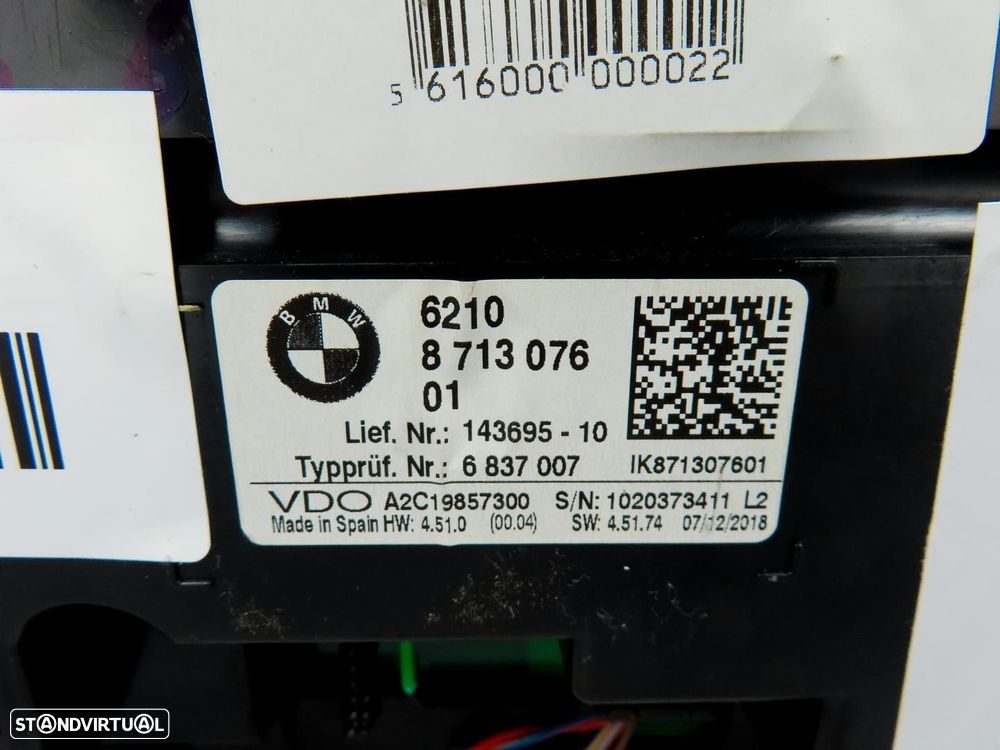 5 616000 000022
BMW
6210
8 713 076
01
Lief. Nr.: 143695 - 10
Typprüf. Nr.: 6 837 007
IK871307601
VDO A2C19857300 S/N: 1020373411 L2
Made in Spain HW: 4.51.0 (00.04) SW: 4.51.74 07/12/2018
STANDVIRTUAL